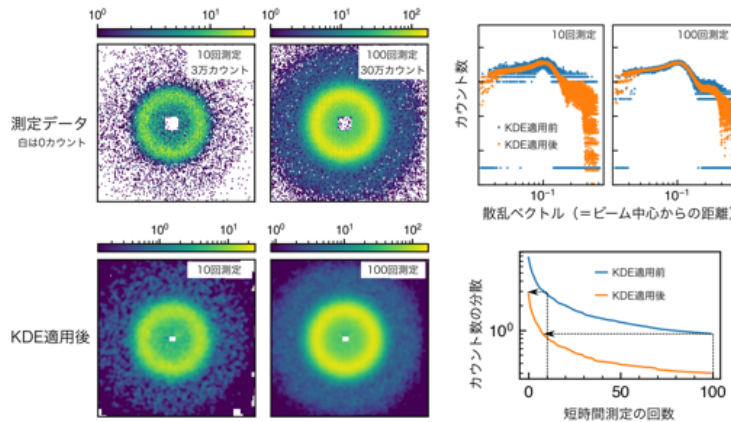 10⁰ 10¹
10⁰ 10¹ 10²
10回測定
3万カウント
100回測定
30万カウント
測定データ
白は0カウント
10⁰ 10¹
10⁰ 10¹ 10²
10回測定
100回測定
KDE適用後
10回測定
100回測定
カウント数
KDE適用前
KDE適用後
10⁻¹
10⁻¹
散乱ベクトル（＝ビーム中心からの距離）
カウント数の分散
10⁰
KDE適用前
KDE適用後
0 50 100
短時間測定の回数